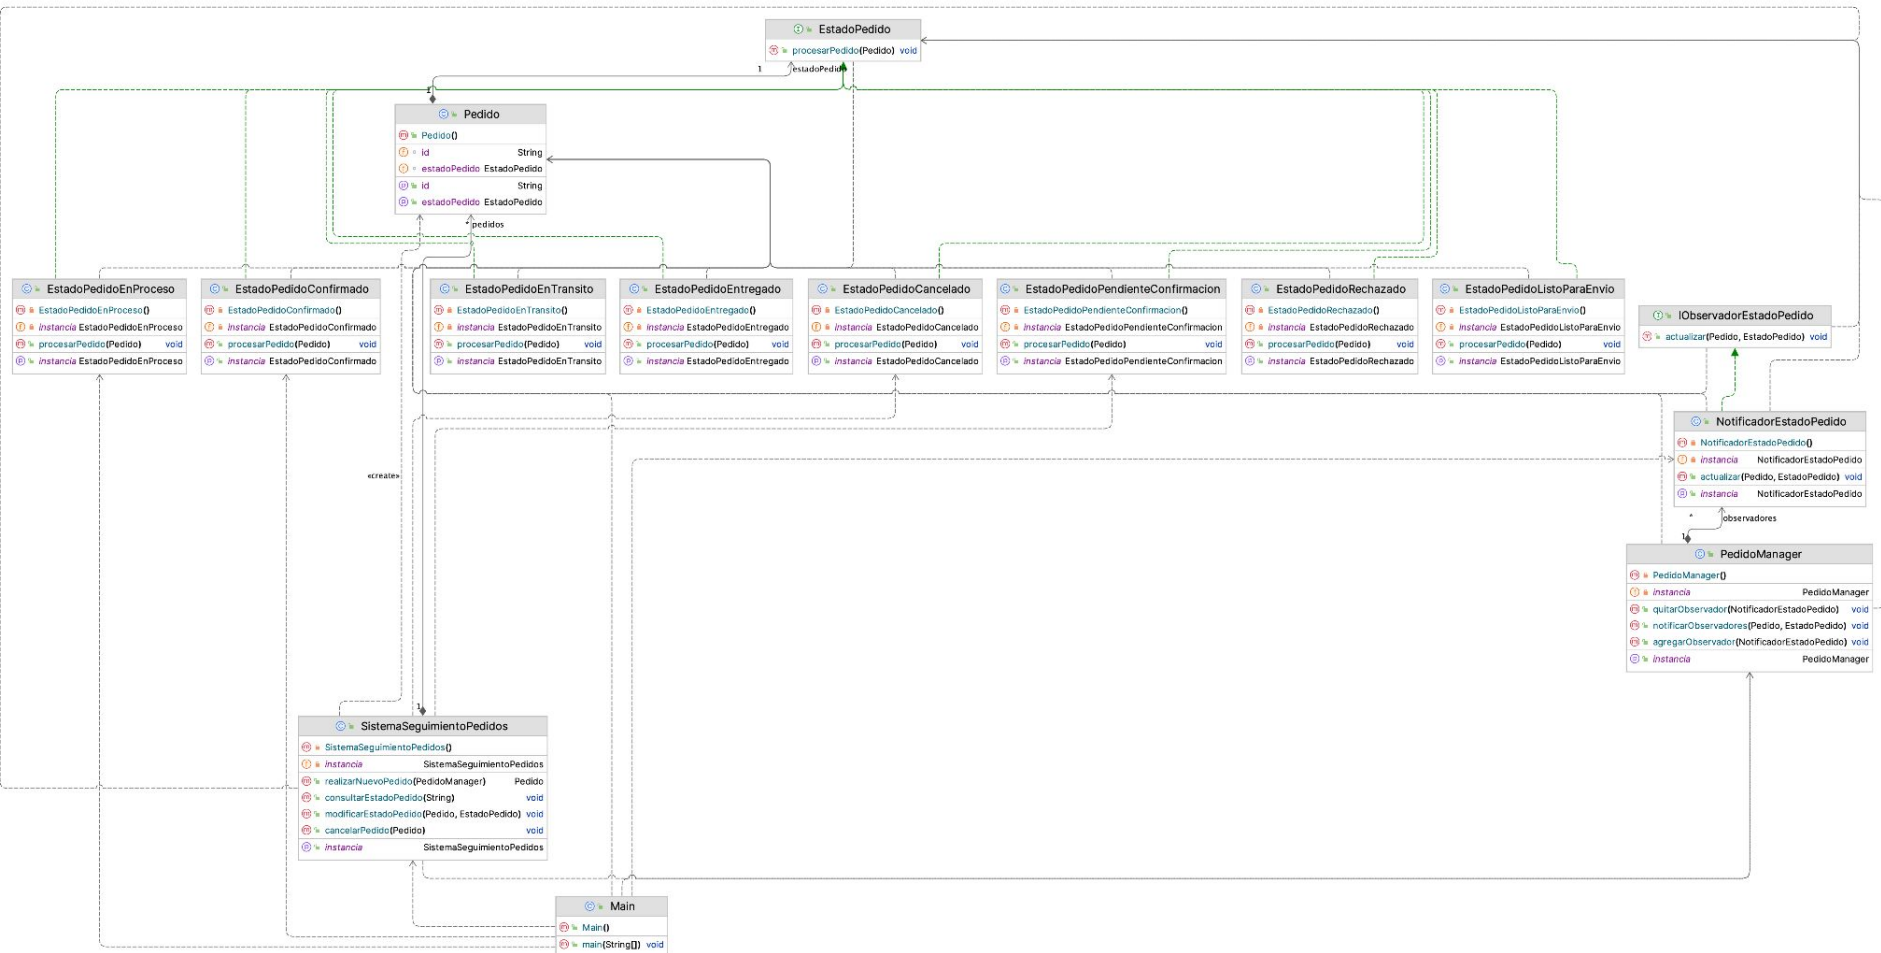 EstadoPedido
procesarPedido(Pedido) void
1
estadoPedido
1
Pedido
Pedido()
id String
estadoPedido EstadoPedido
id String
estadoPedido EstadoPedido
* pedidos
EstadoPedidoEnProceso
EstadoPedidoEnProceso()
instancia EstadoPedidoEnProceso
procesarPedido(Pedido) void
instancia EstadoPedidoEnProceso
EstadoPedidoConfirmado
EstadoPedidoConfirmado()
instancia EstadoPedidoConfirmado
procesarPedido(Pedido) void
instancia EstadoPedidoConfirmado
EstadoPedidoEnTransito
EstadoPedidoEnTransito()
instancia EstadoPedidoEnTransito
procesarPedido(Pedido) void
instancia EstadoPedidoEnTransito
EstadoPedidoEntregado
EstadoPedidoEntregado()
instancia EstadoPedidoEntregado
procesarPedido(Pedido) void
instancia EstadoPedidoEntregado
EstadoPedidoCancelado
EstadoPedidoCancelado()
instancia EstadoPedidoCancelado
procesarPedido(Pedido) void
instancia EstadoPedidoCancelado
EstadoPedidoPendienteConfirmacion
EstadoPedidoPendienteConfirmacion()
instancia EstadoPedidoPendienteConfirmacion
procesarPedido(Pedido) void
instancia EstadoPedidoPendienteConfirmacion
EstadoPedidoRechazado
EstadoPedidoRechazado()
instancia EstadoPedidoRechazado
procesarPedido(Pedido) void
instancia EstadoPedidoRechazado
EstadoPedidoListoParaEnvio
EstadoPedidoListoParaEnvio()
instancia EstadoPedidoListoParaEnvio
procesarPedido(Pedido) void
instancia EstadoPedidoListoParaEnvio
IObservadorEstadoPedido
actualizar(Pedido, EstadoPedido) void
NotificadorEstadoPedido
NotificadorEstadoPedido()
instancia NotificadorEstadoPedido
actualizar(Pedido, EstadoPedido) void
instancia NotificadorEstadoPedido
«create»
* observadores
1
PedidoManager
PedidoManager()
instancia PedidoManager
quitarObservador(NotificadorEstadoPedido) void
notificarObservadores(Pedido, EstadoPedido) void
agregarObservador(NotificadorEstadoPedido) void
instancia PedidoManager
1
SistemaSeguimientoPedidos
SistemaSeguimientoPedidos()
instancia SistemaSeguimientoPedidos
realizarNuevoPedido(PedidoManager) Pedido
consultarEstadoPedido(String) void
modificarEstadoPedido(Pedido, EstadoPedido) void
cancelarPedido(Pedido) void
instancia SistemaSeguimientoPedidos
Main
Main()
main(String[]) void